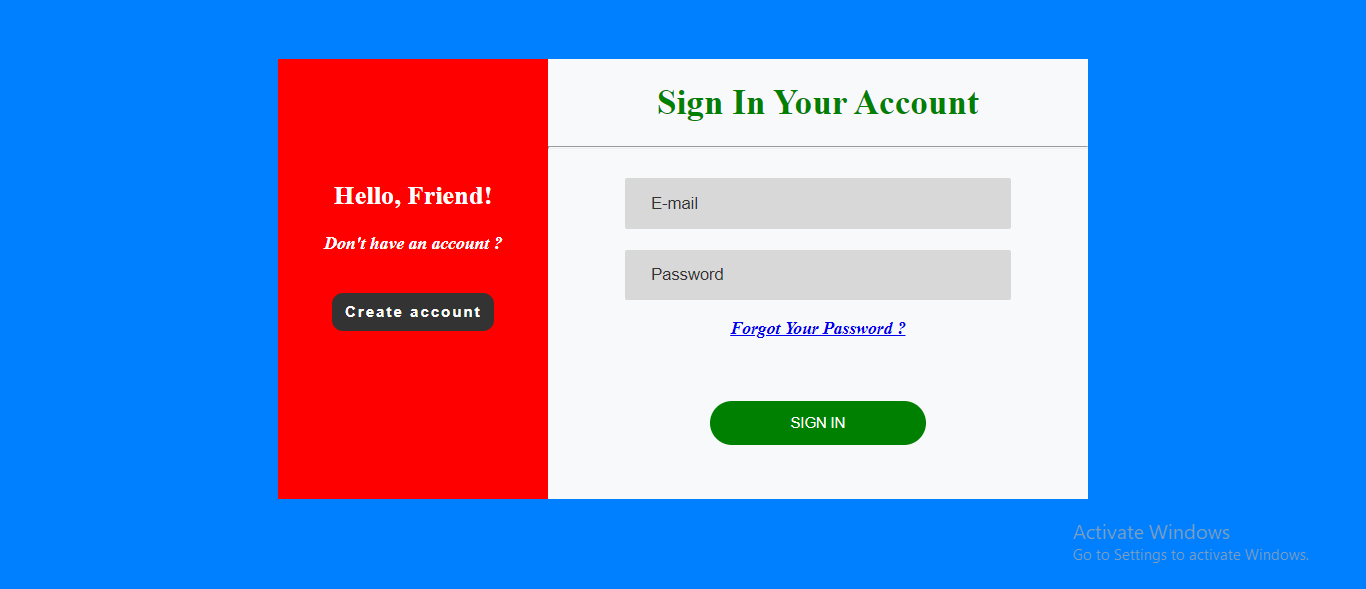 Sign In Your Account
Hello, Friend!
Don't have an account ?
Create account
E-mail
Password
Forgot Your Password ?
SIGN IN
Activate Windows
Go to Settings to activate Windows.